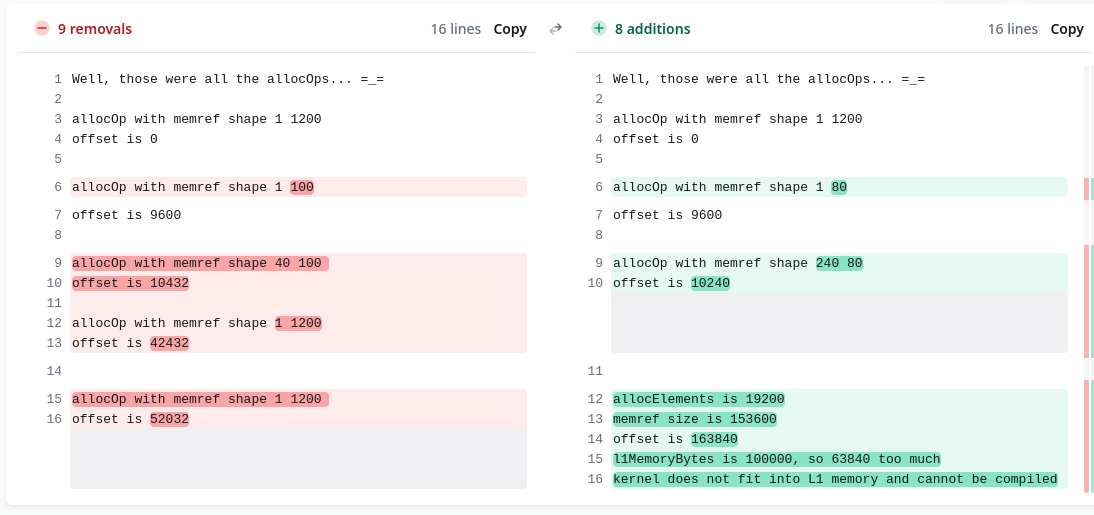 9 removals
16 lines Copy
1 Well, those were all the allocOps... =_=
2
3 allocOp with memref shape 1 1200
4 offset is 0
5
6 allocOp with memref shape 1 100
7 offset is 9600
8
9 allocOp with memref shape 40 100
10 offset is 10432
11
12 allocOp with memref shape 1 1200
13 offset is 42432
14
15 allocOp with memref shape 1 1200
16 offset is 52032
8 additions
16 lines Copy
1 Well, those were all the allocOps... =_=
2
3 allocOp with memref shape 1 1200
4 offset is 0
5
6 allocOp with memref shape 1 80
7 offset is 9600
8
9 allocOp with memref shape 240 80
10 offset is 10240
11
12 allocElements is 19200
13 memref size is 153600
14 offset is 163840
15 l1MemoryBytes is 100000, so 63840 too much
16 kernel does not fit into L1 memory and cannot be compiled